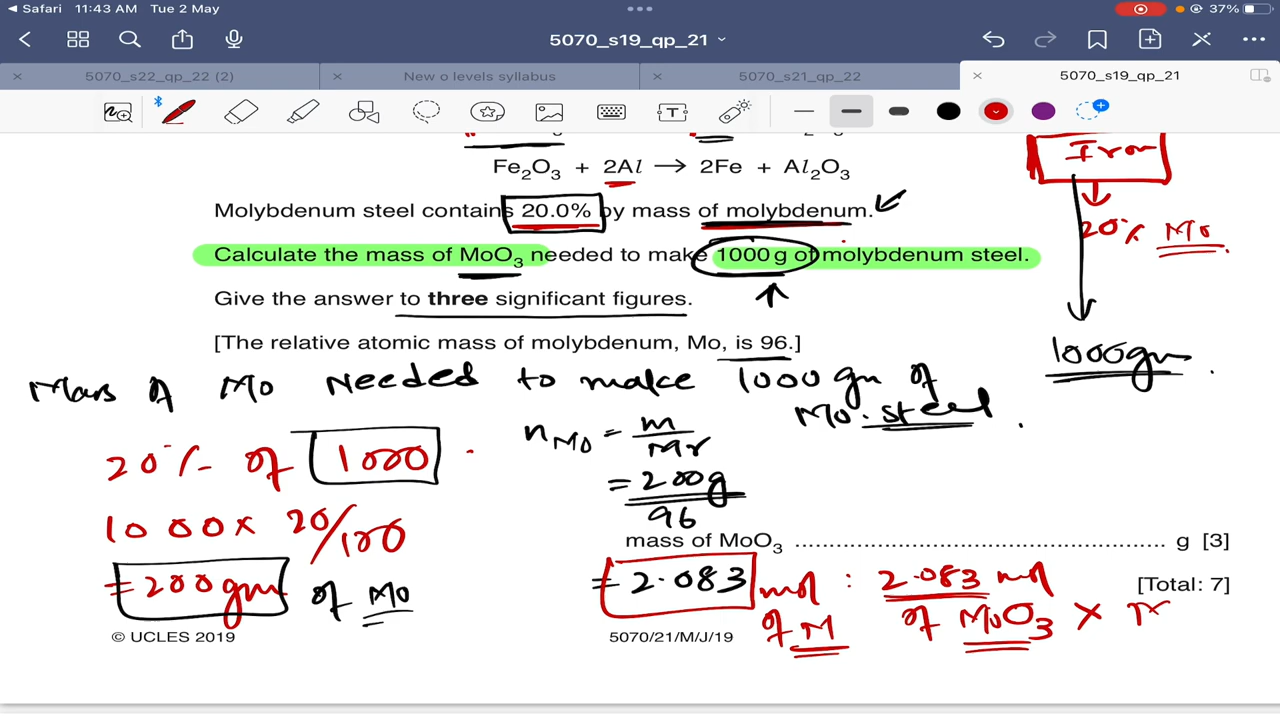 Safari 11:43 AM Tue 2 May 37%
5070_s19_qp_21
5070_s22_qp_22 (2) New o levels syllabus 5070_s21_qp_22 5070_s19_qp_21
Fe₂O₃ + 2Al → 2Fe + Al₂O₃
Iron
Molybdenum steel contains 20.0% by mass of molybdenum.
20% Mo
Calculate the mass of MoO₃ needed to make 1000 g of molybdenum steel.
Give the answer to three significant figures.
[The relative atomic mass of molybdenum, Mo, is 96.]
1000gm
Mass of Mo Needed to make 1000 gm of
Mo. steel.
20% of 1000
n Mo = m / Mr
= 200g / 96
1000 x 20/100
mass of MoO₃ ............................................................ g [3]
= 200gm of Mo
= 2.083 mol : 2.083 mol
[Total: 7]
of M of MoO₃ ×
© UCLES 2019 5070/21/M/J/19